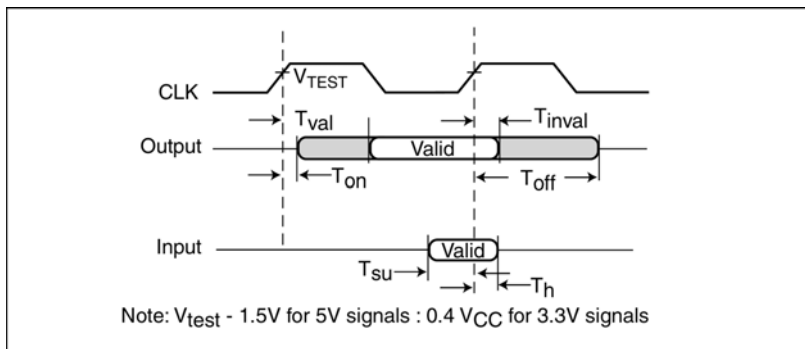 CLK
VTEST
Tval
Tinval
Output
Valid
Ton
Toff
Input
Valid
Tsu
Th
Note: Vtest - 1.5V for 5V signals : 0.4 VCC for 3.3V signals